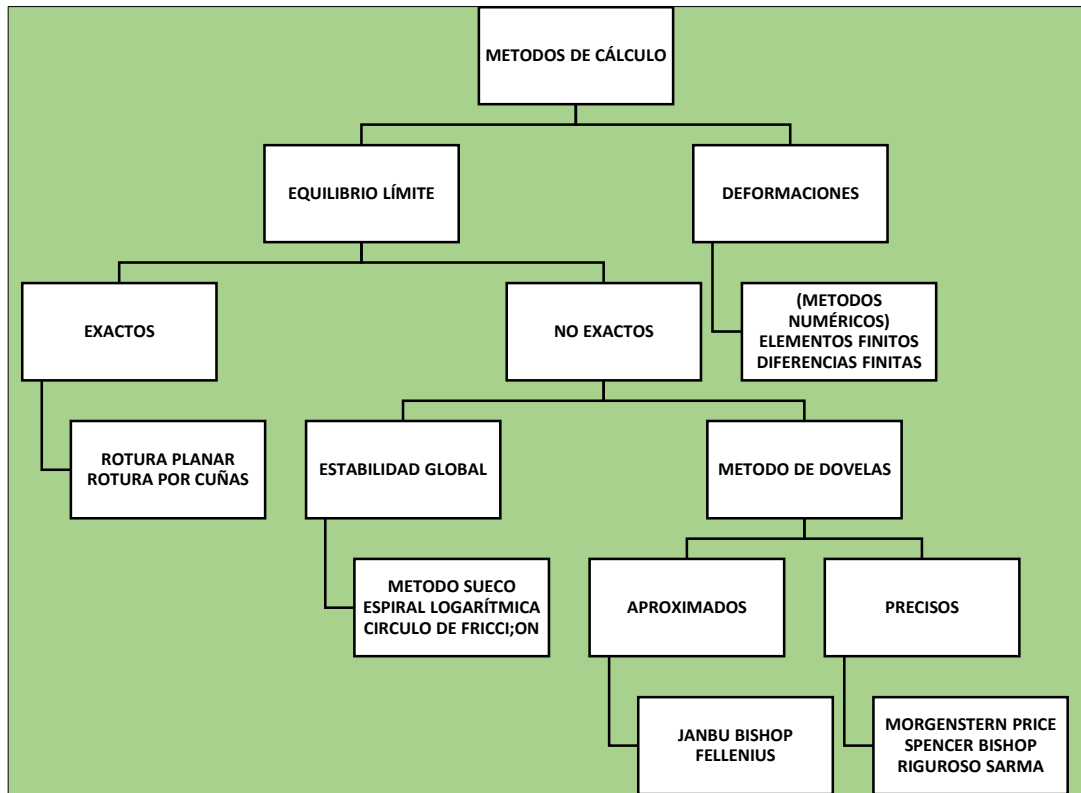 METODOS DE CÁLCULO
EQUILIBRIO LÍMITE
DEFORMACIONES
EXACTOS
NO EXACTOS
(METODOS
NUMÉRICOS)
ELEMENTOS FINITOS
DIFERENCIAS FINITAS
ROTURA PLANAR
ROTURA POR CUÑAS
ESTABILIDAD GLOBAL
METODO DE DOVELAS
METODO SUECO
ESPIRAL LOGARÍTMICA
CIRCULO DE FRICCI;ON
APROXIMADOS
PRECISOS
JANBU BISHOP
FELLENIUS
MORGENSTERN PRICE
SPENCER BISHOP
RIGUROSO SARMA